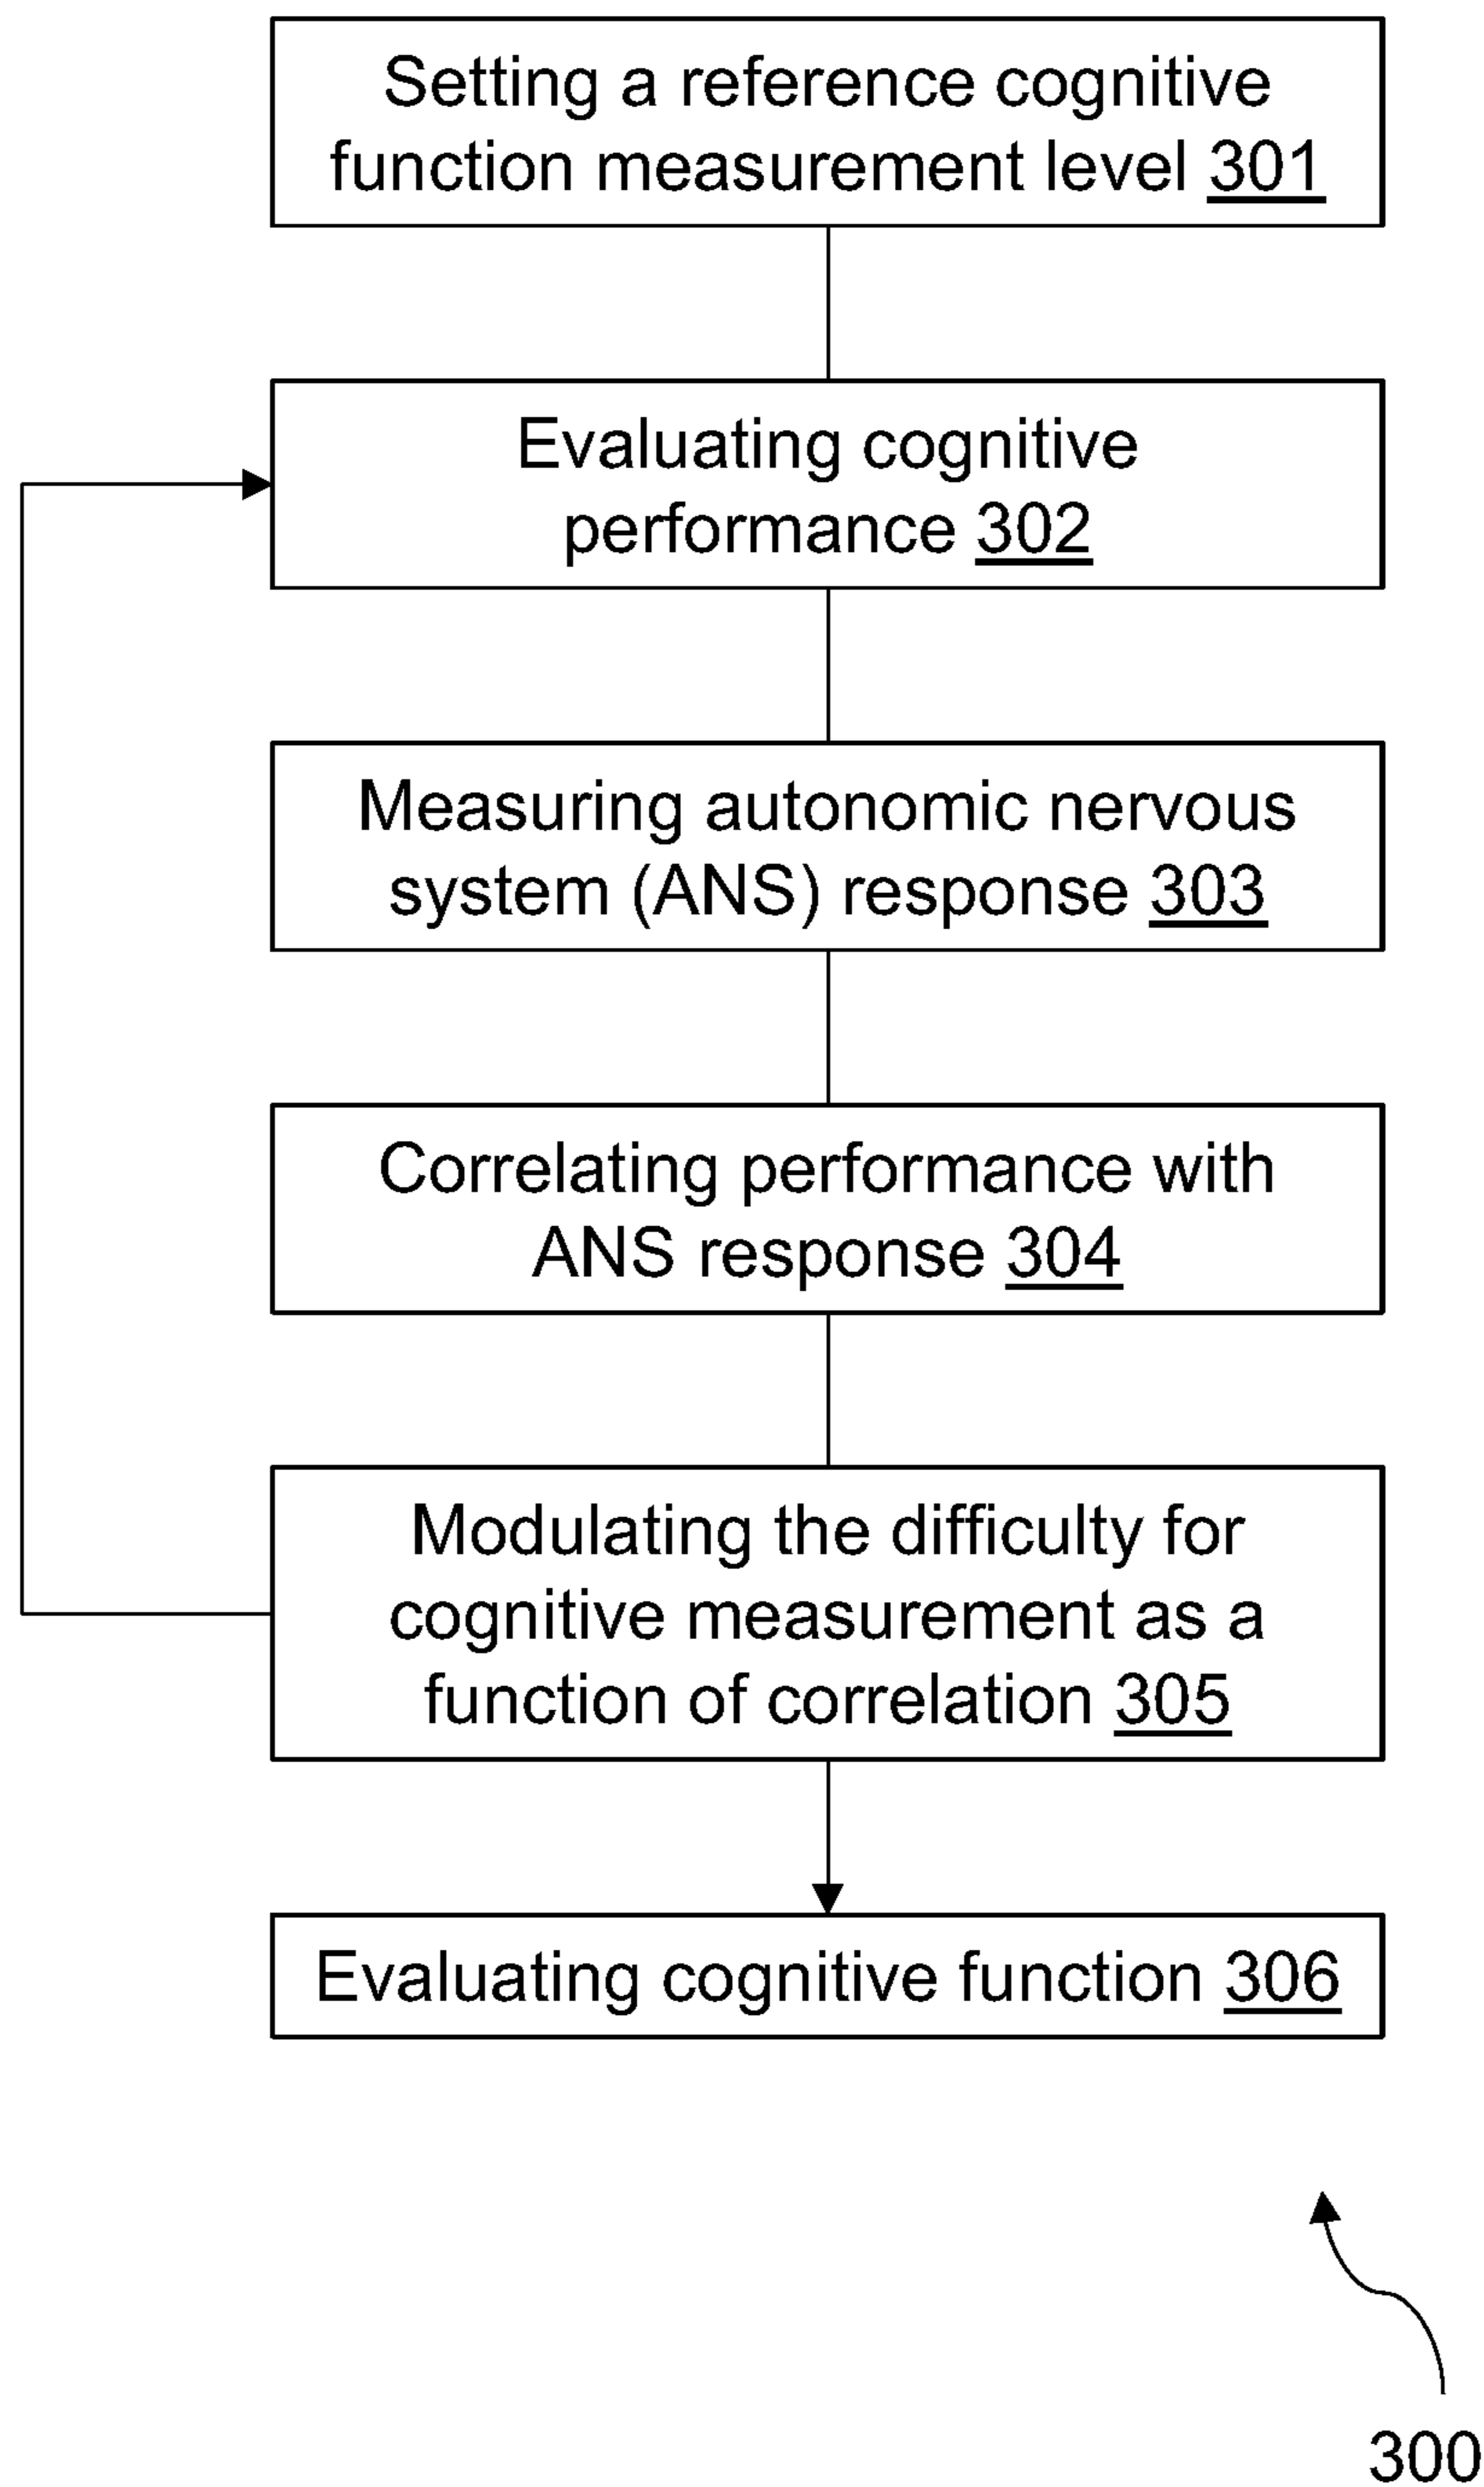 Setting a reference cognitive
function measurement level 301
Evaluating cognitive
performance 302
Measuring autonomic nervous
system (ANS) response 303
Correlating performance with
ANS response 304
Modulating the difficulty for
cognitive measurement as a
function of correlation 305
Evaluating cognitive function 306
300